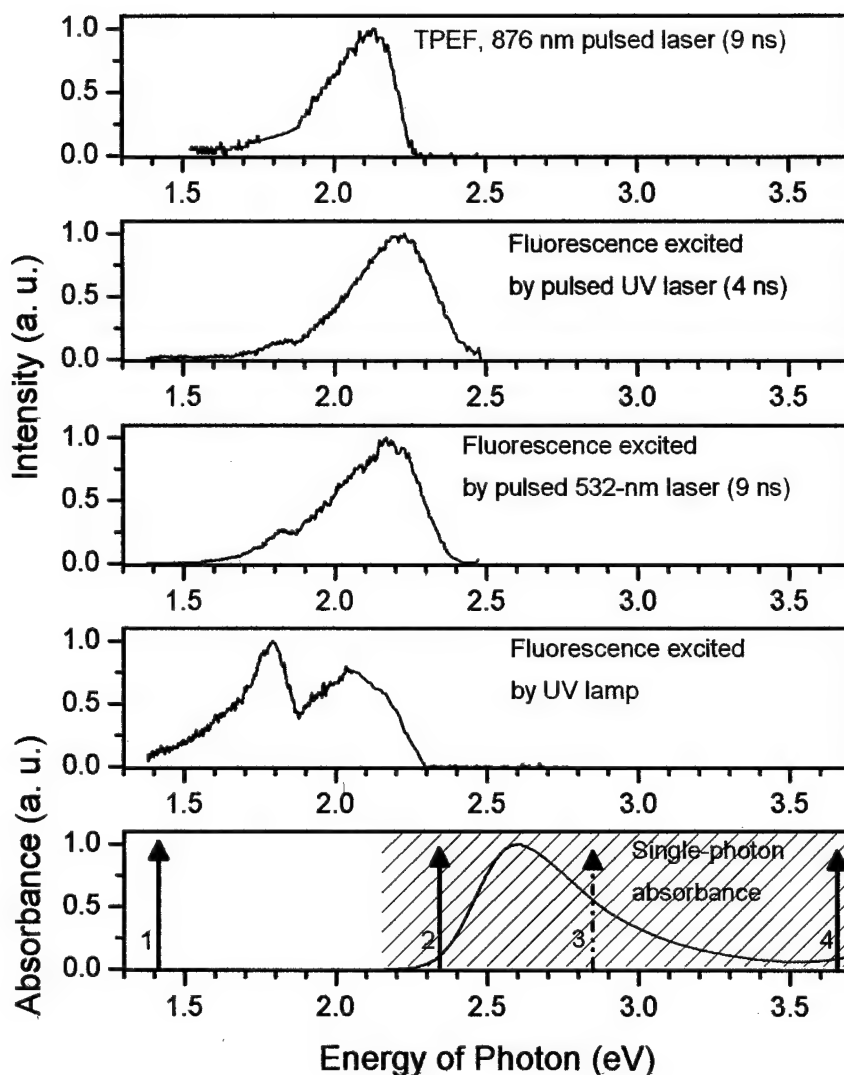 TPEF, 876 nm pulsed laser (9 ns)
1.0
0.5
0.0
1.5 2.0 2.5 3.0 3.5
Fluorescence excited
by pulsed UV laser (4 ns)
1.0
0.5
0.0
1.5 2.0 2.5 3.0 3.5
Intensity (a. u.)
Fluorescence excited
by pulsed 532-nm laser (9 ns)
1.0
0.5
0.0
1.5 2.0 2.5 3.0 3.5
Fluorescence excited
by UV lamp
1.0
0.5
0.0
1.5 2.0 2.5 3.0 3.5
Absorbance (a. u.)
Single-photon
absorbance
1.0
0.5
0.0
1 2 3 4
1.5 2.0 2.5 3.0 3.5
Energy of Photon (eV)